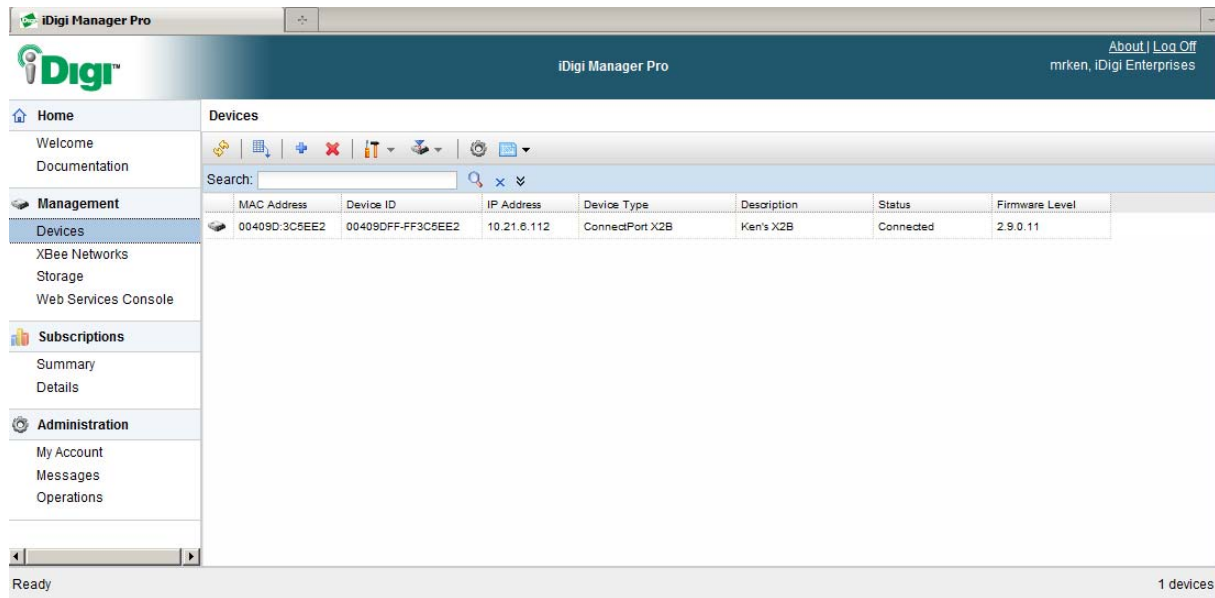 iDigi Manager Pro
iDigi™
iDigi Manager Pro
About | Log Off
mrken, iDigi Enterprises
Home
Welcome
Documentation
Management
Devices
XBee Networks
Storage
Web Services Console
Subscriptions
Summary
Details
Administration
My Account
Messages
Operations
Devices
Search:
MAC Address Device ID IP Address Device Type Description Status Firmware Level
00409D:3C5EE2 00409DFF-FF3C5EE2 10.21.6.112 ConnectPort X2B Ken's X2B Connected 2.9.0.11
Ready
1 devices